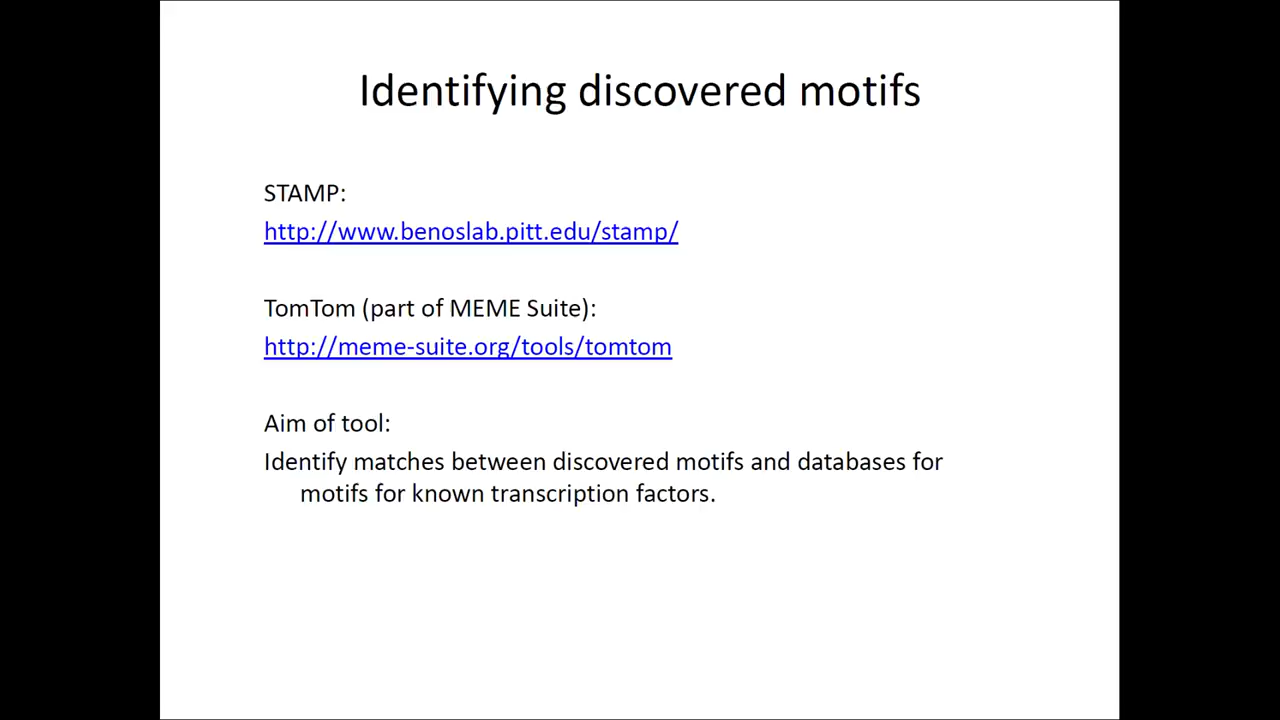 Identifying discovered motifs
STAMP:
http://www.benoslab.pitt.edu/stamp/
TomTom (part of MEME Suite):
http://meme-suite.org/tools/tomtom
Aim of tool:
Identify matches between discovered motifs and databases for
motifs for known transcription factors.